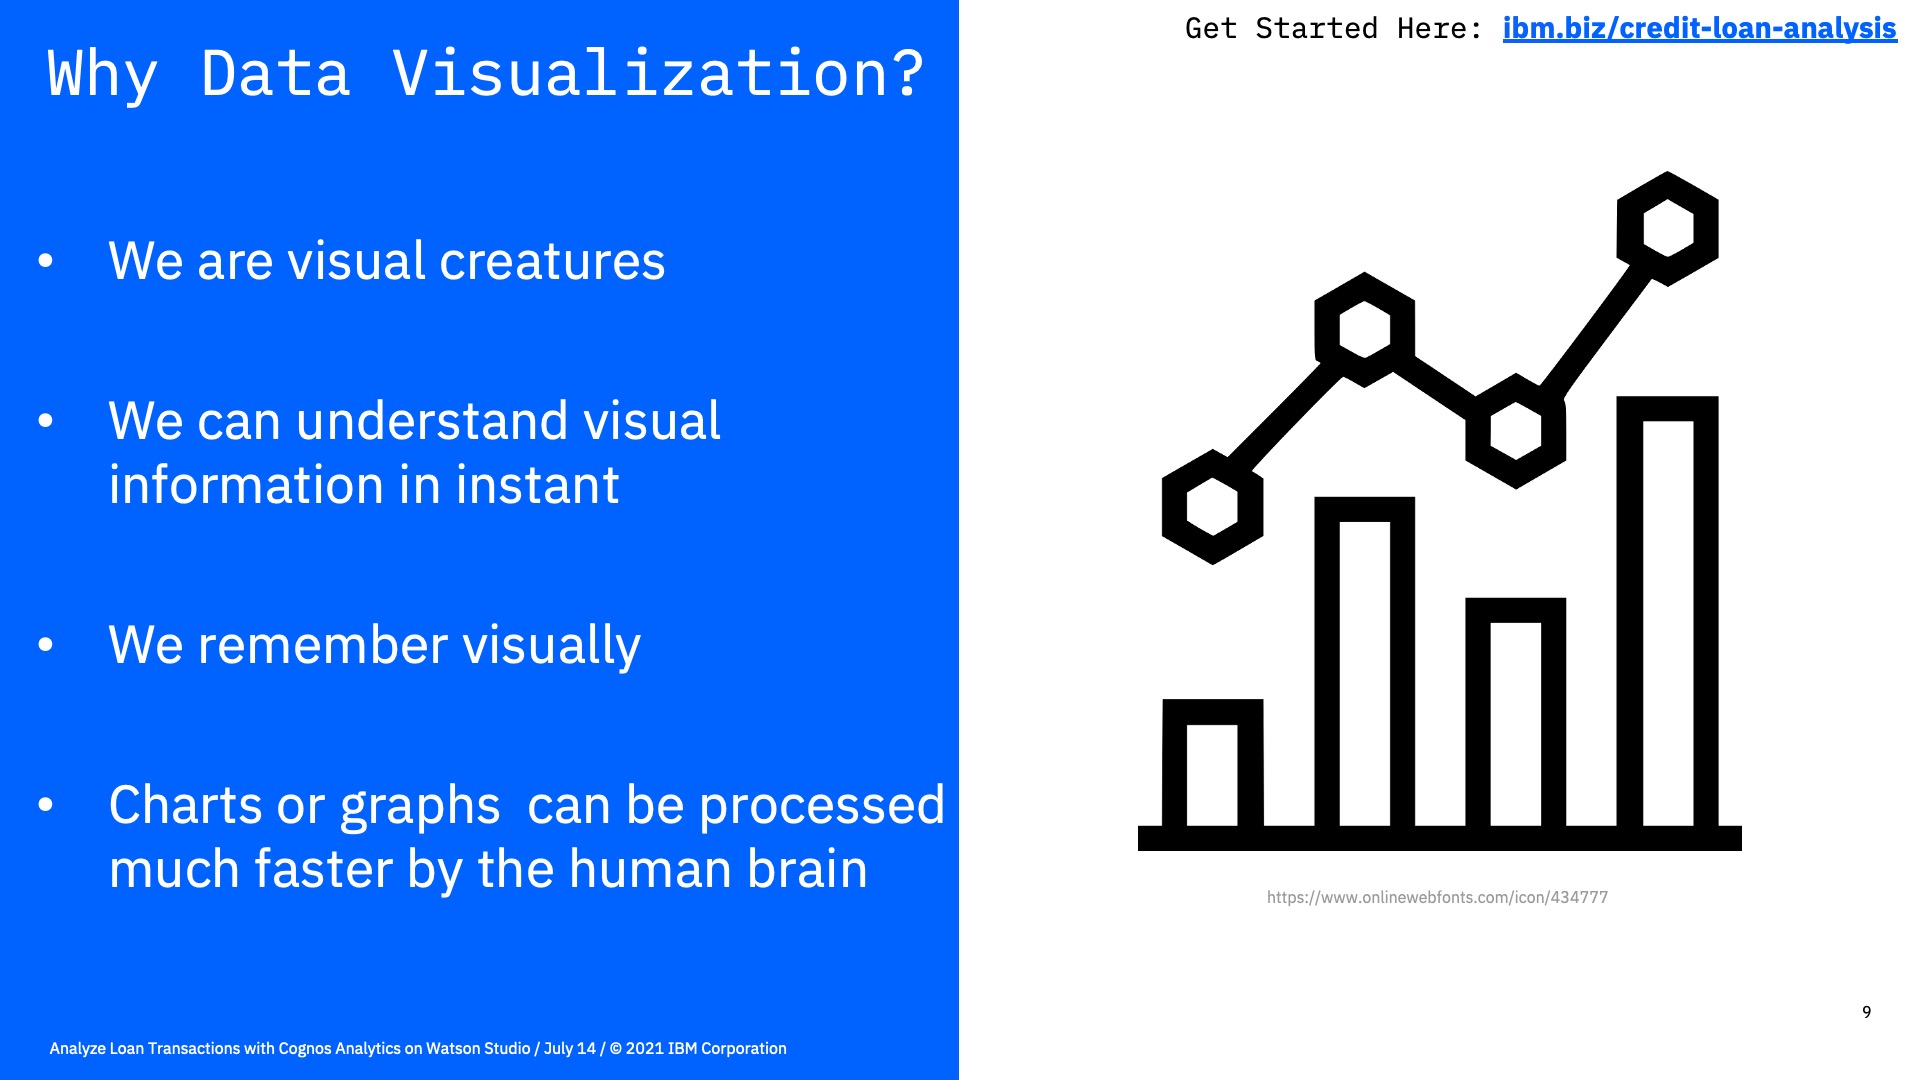 Get Started Here: ibm.biz/credit-loan-analysis
Why Data Visualization?
• We are visual creatures
• We can understand visual
information in instant
• We remember visually
• Charts or graphs  can be processed
much faster by the human brain
https://www.onlinewebfonts.com/icon/434777
9
Analyze Loan Transactions with Cognos Analytics on Watson Studio / July 14 / © 2021 IBM Corporation